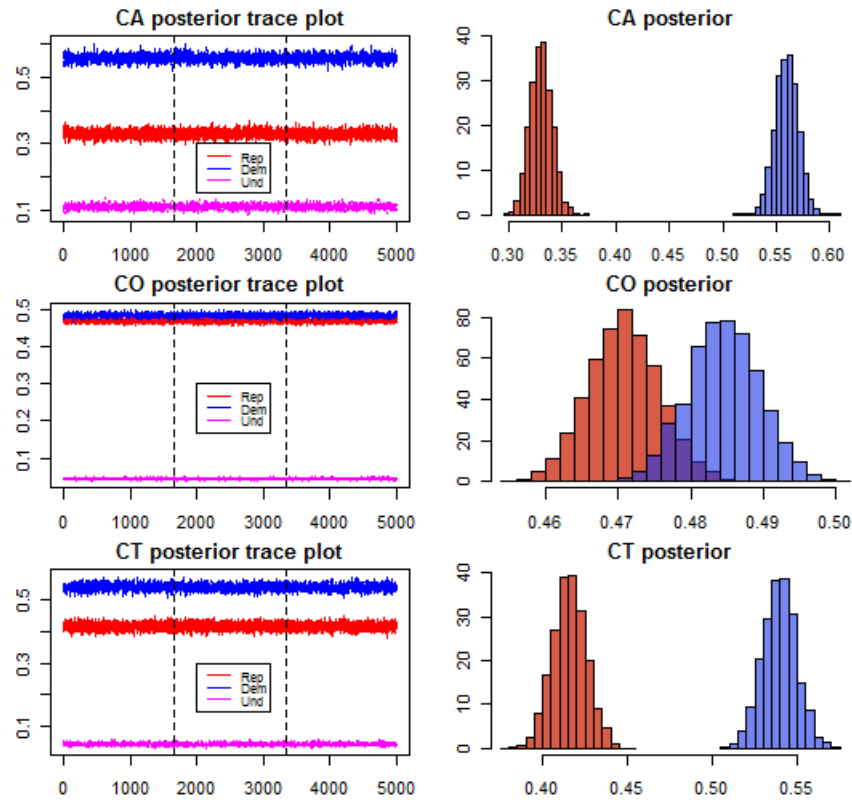 CA posterior trace plot
0.5
0.3
0.1
Rep
Dem
Und
0 1000 2000 3000 4000 5000
CA posterior
40
30
20
10
0
0.30 0.35 0.40 0.45 0.50 0.55 0.60
CO posterior trace plot
0.5
0.4
0.3
0.2
0.1
Rep
Dem
Und
0 1000 2000 3000 4000 5000
CO posterior
80
60
40
20
0
0.46 0.47 0.48 0.49 0.50
CT posterior trace plot
0.5
0.3
0.1
Rep
Dem
Und
0 1000 2000 3000 4000 5000
CT posterior
40
30
20
10
0
0.40 0.45 0.50 0.55